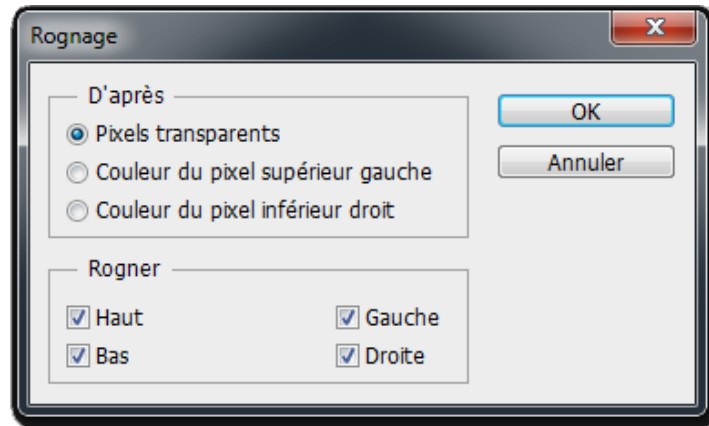 Rognage
D'après
Pixels transparents
Couleur du pixel supérieur gauche
Couleur du pixel inférieur droit
OK
Annuler
Rogner
Haut
Gauche
Bas
Droite